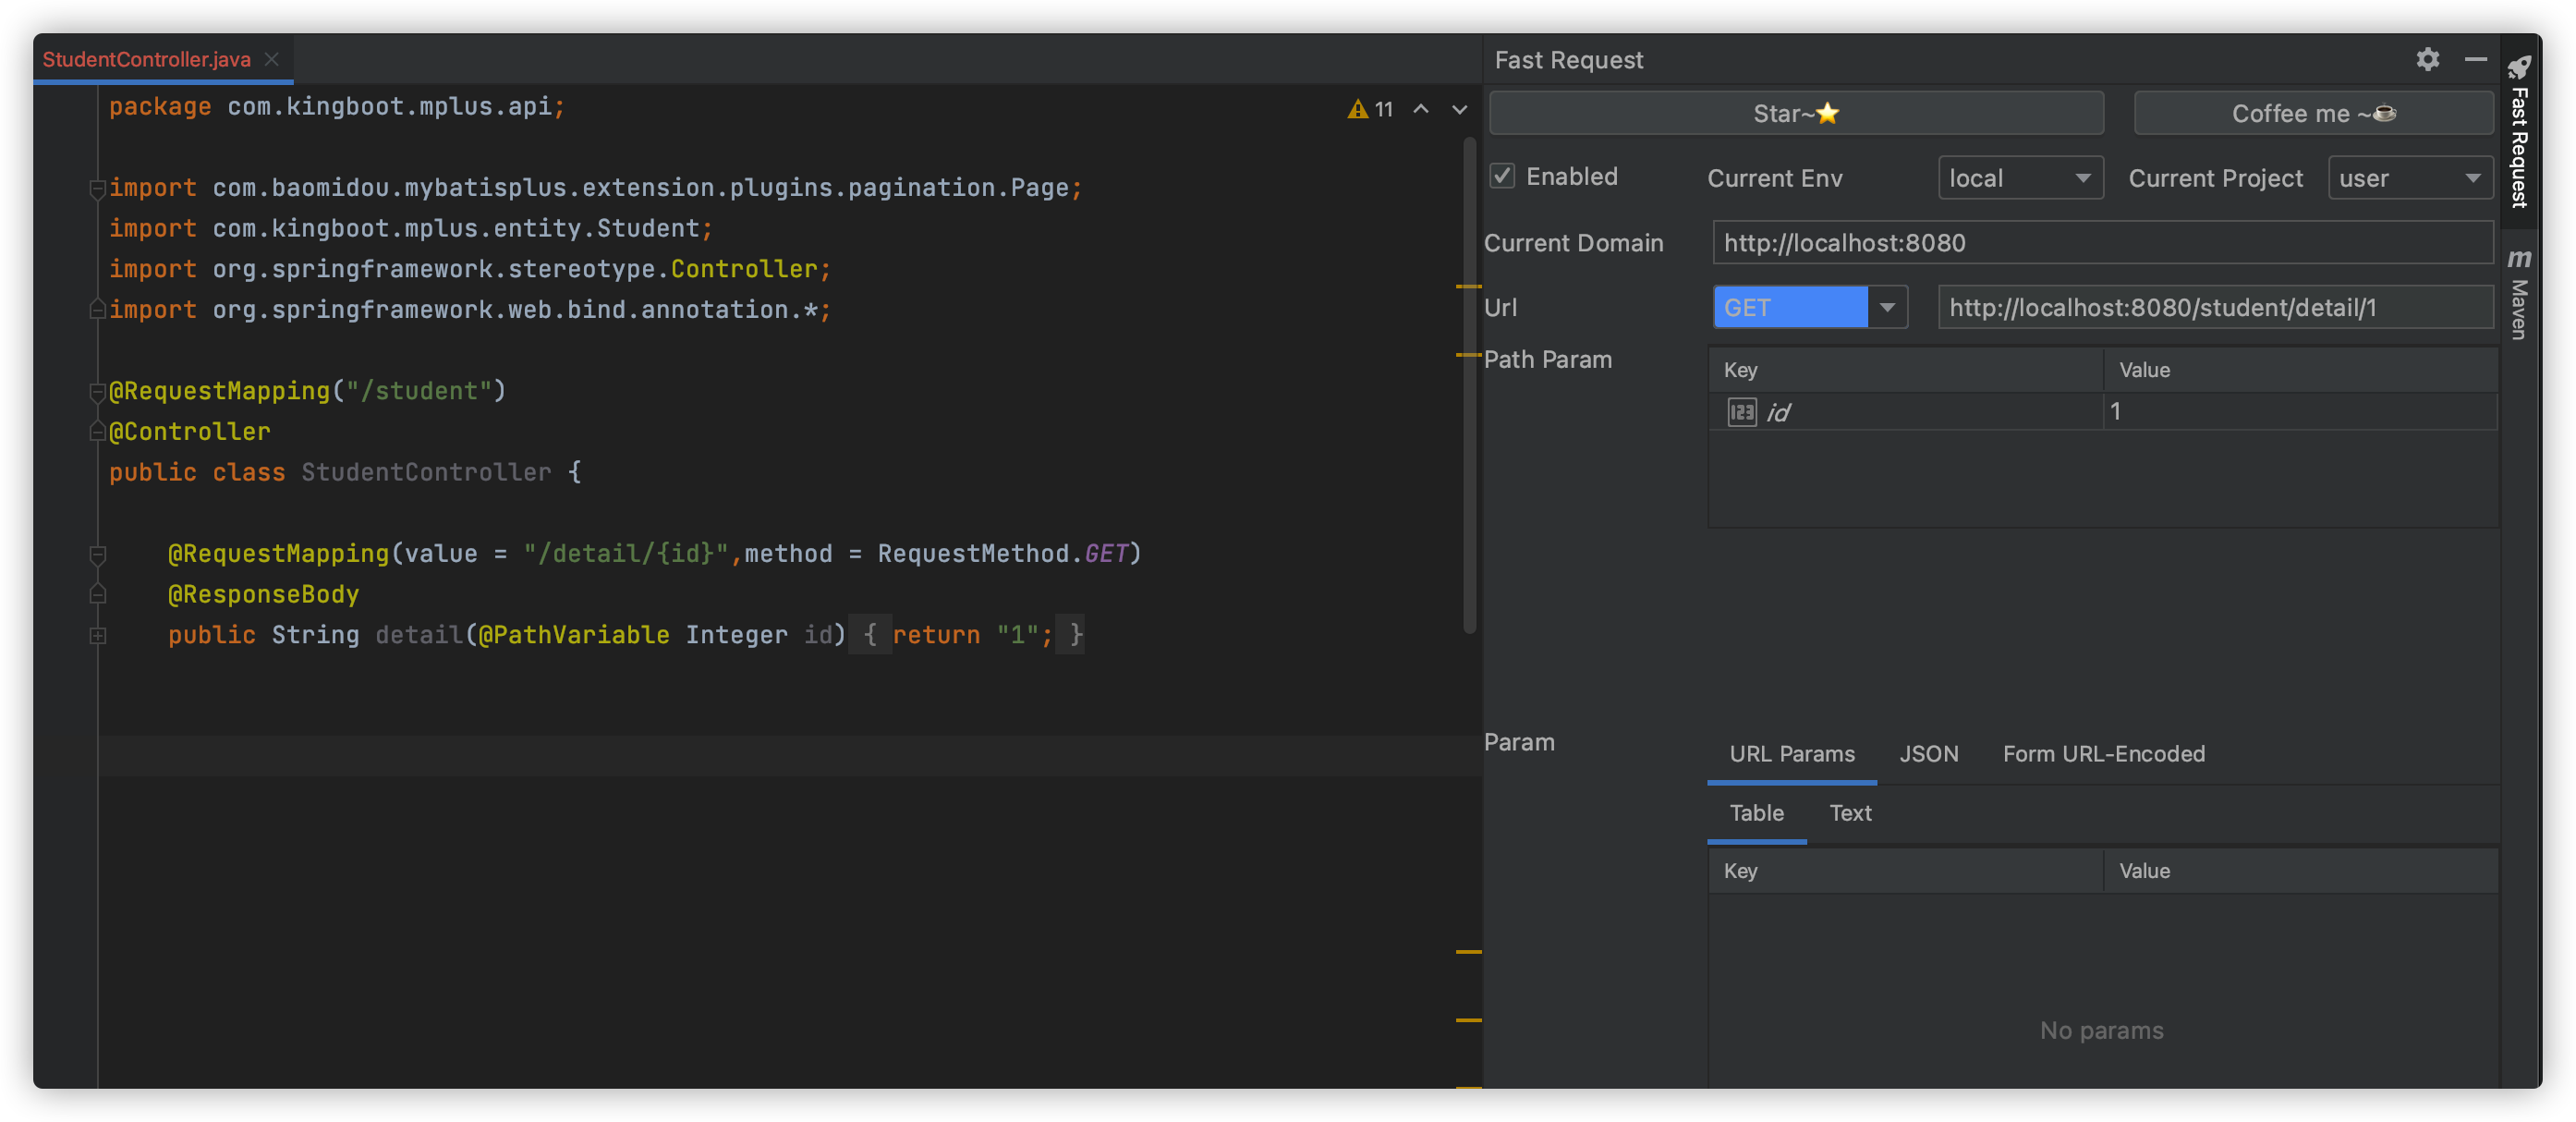 StudentController.java
package com.kingboot.mplus.api;
11
import com.baomidou.mybatisplus.extension.plugins.pagination.Page;
import com.kingboot.mplus.entity.Student;
import org.springframework.stereotype.Controller;
import org.springframework.web.bind.annotation.*;
@RequestMapping("/student")
@Controller
public class StudentController {
@RequestMapping(value = "/detail/{id}",method = RequestMethod.GET)
@ResponseBody
public String detail(@PathVariable Integer id) { return "1"; }
Fast Request
Star~⭐
Coffee me ~☕
Enabled
Current Env
local
Current Project
user
Current Domain
http://localhost:8080
Url
GET
http://localhost:8080/student/detail/1
Path Param
Key
Value
123
id
1
Param
URL Params
JSON
Form URL-Encoded
Table
Text
Key
Value
No params
Fast Request
m
Maven